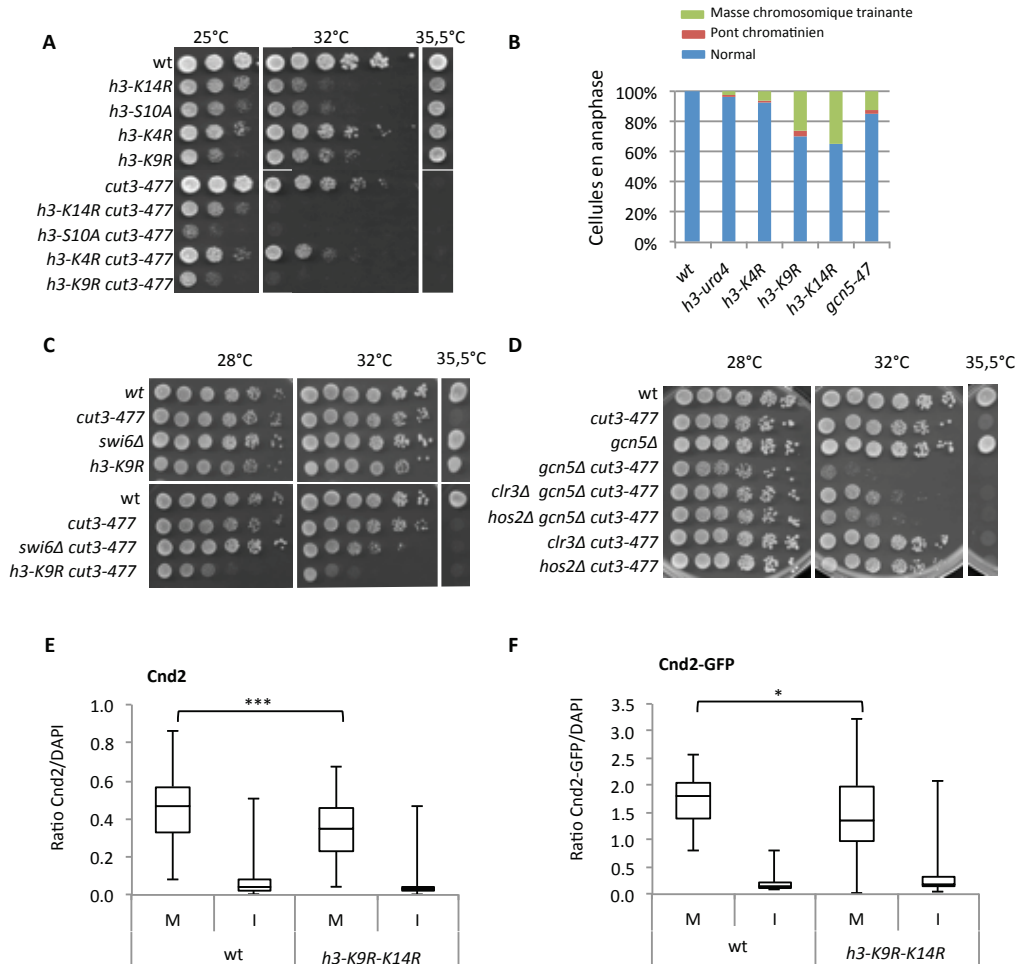 A
25°C 32°C 35,5°C
wt
h3-K14R
h3-S10A
h3-K4R
h3-K9R
cut3-477
h3-K14R cut3-477
h3-S10A cut3-477
h3-K4R cut3-477
h3-K9R cut3-477
B
Masse chromosomique trainante
Pont chromatinien
Normal
Cellules en anaphase
100%
80%
60%
40%
20%
0%
wt
h3-ura4
h3-K4R
h3-K9R
h3-K14R
gcn5-47
C
28°C 32°C 35,5°C
wt
cut3-477
swi6Δ
h3-K9R
wt
cut3-477
swi6Δ cut3-477
h3-K9R cut3-477
D
28°C 32°C 35,5°C
wt
cut3-477
gcn5Δ
gcn5Δ cut3-477
clr3Δ gcn5Δ cut3-477
hos2Δ gcn5Δ cut3-477
clr3Δ cut3-477
hos2Δ cut3-477
E
Cnd2
Ratio Cnd2/DAPI
1.0
0.8
0.6
0.4
0.2
0.0
***
M I M I
wt h3-K9R-K14R
F
Cnd2-GFP
Ratio Cnd2-GFP/DAPI
3.5
3.0
2.5
2.0
1.5
1.0
0.5
0.0
*
M I M I
wt h3-K9R-K14R